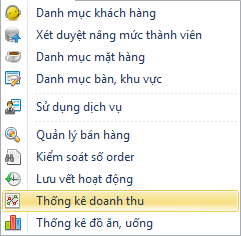 Danh mục khách hàng
Xét duyệt nâng mức thành viên
Danh mục mặt hàng
Danh mục bàn, khu vực
Sử dụng dịch vụ
Quản lý bán hàng
Kiểm soát số order
Lưu vết hoạt động
Thống kê doanh thu
Thống kê đồ ăn, uống